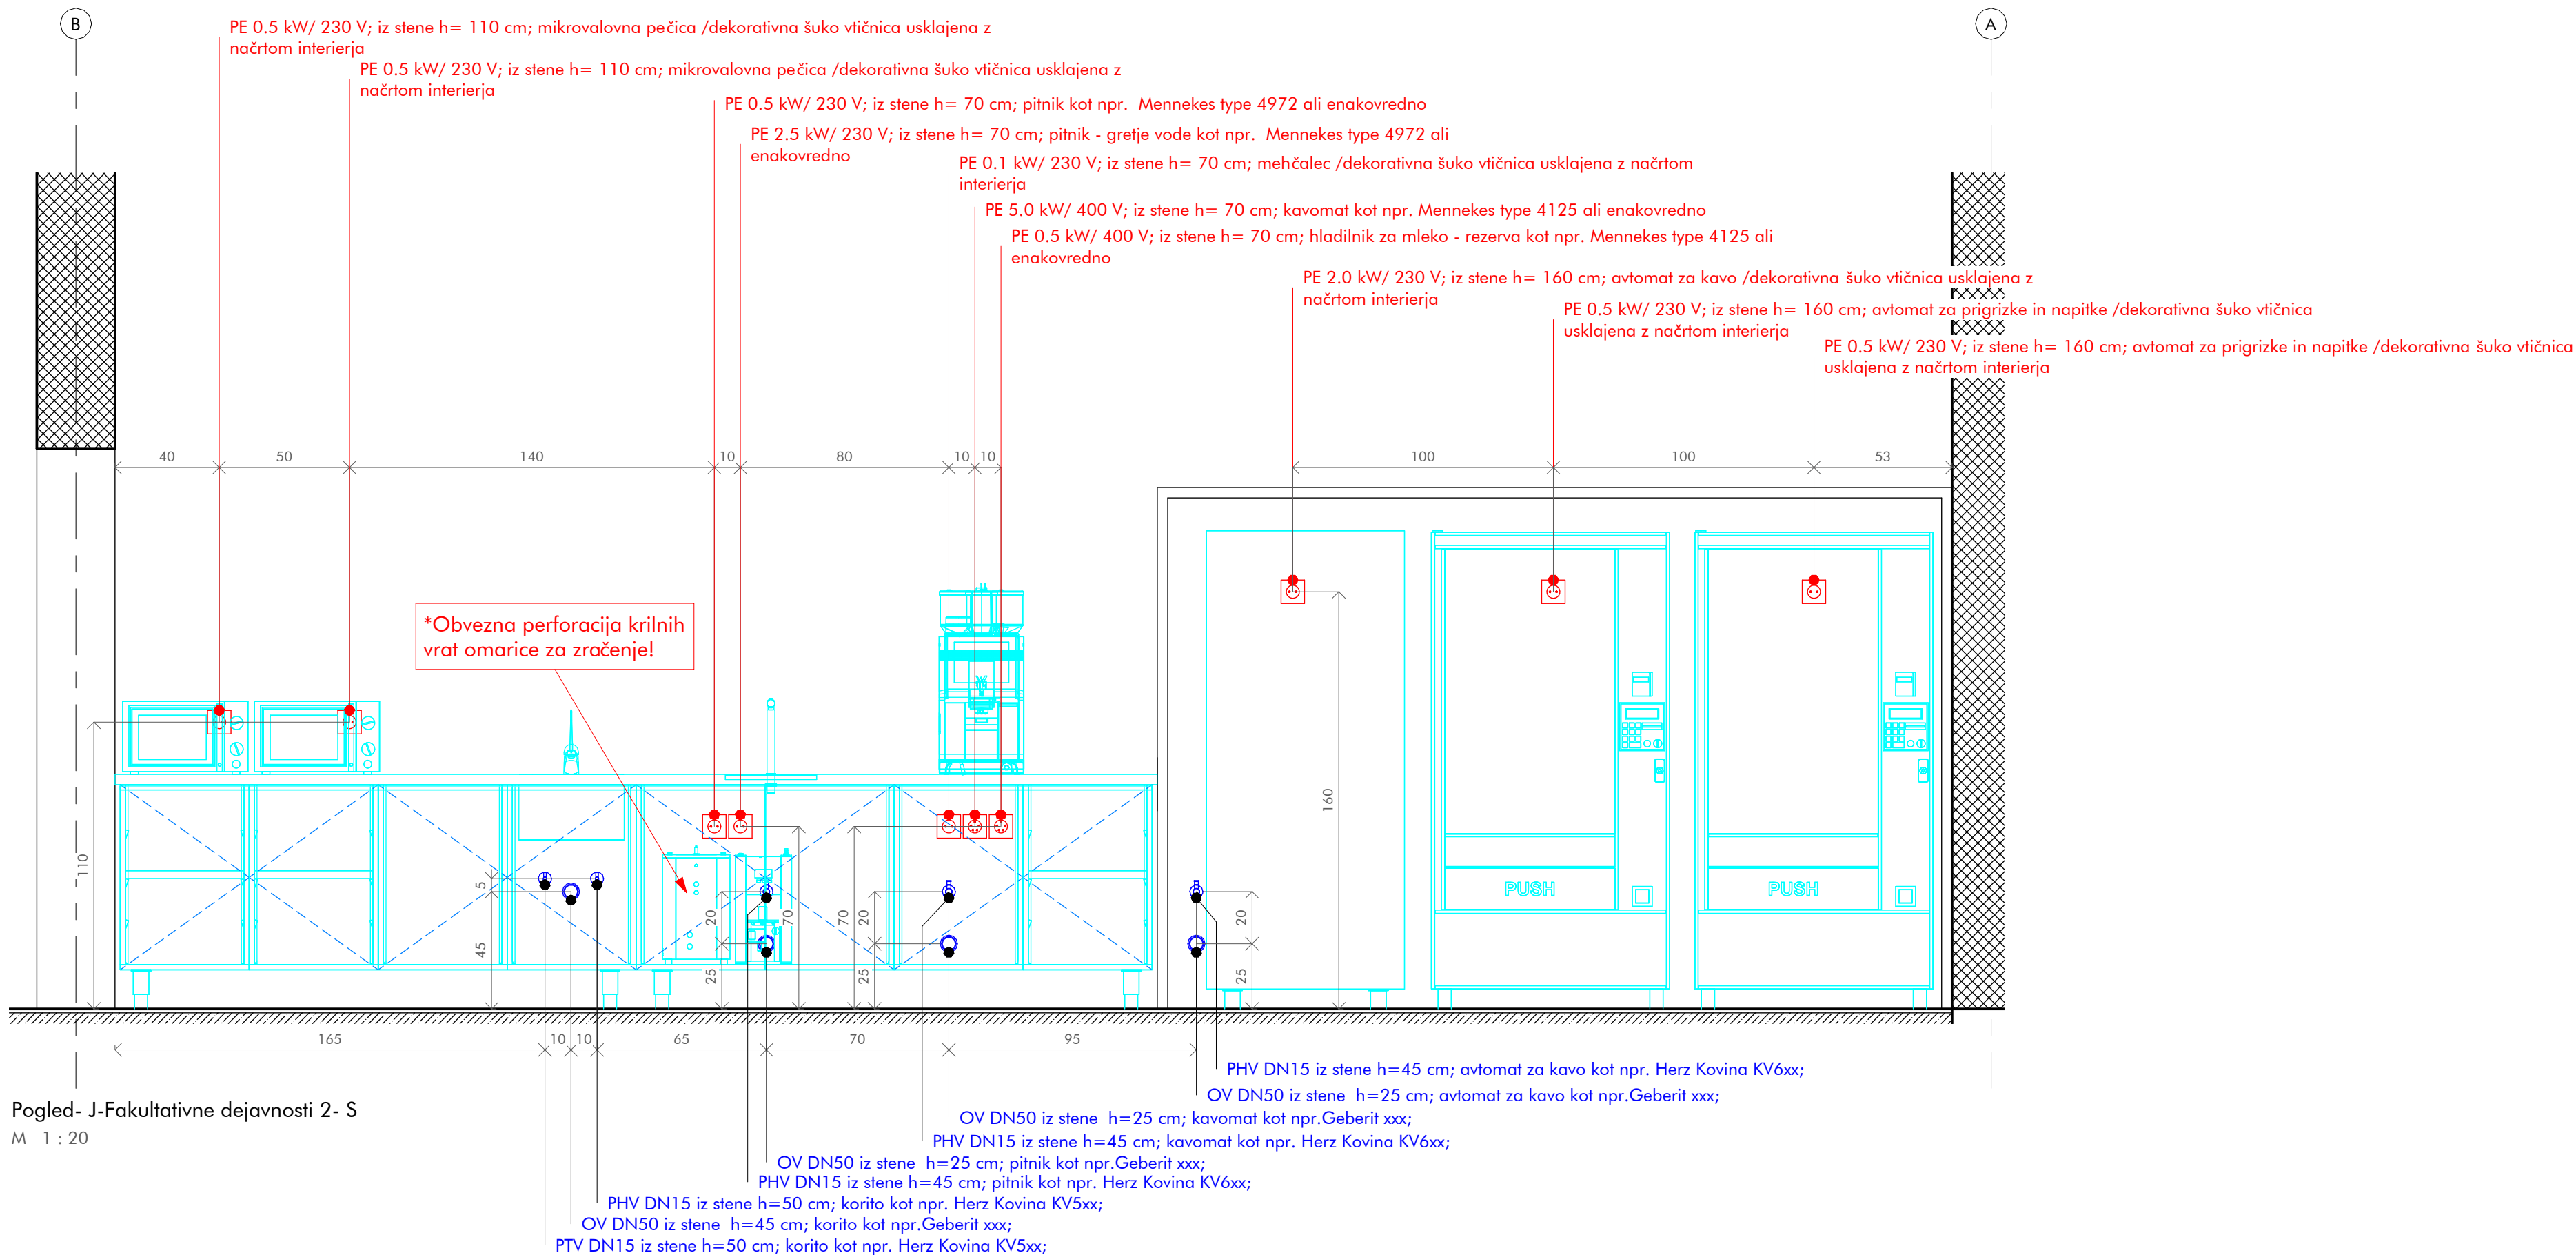 B
A
PE 0.5 kW/ 230 V; iz stene h= 110 cm; mikrovalovna pečica /dekorativna šuko vtičnica usklajena z
načrtom interierja
PE 0.5 kW/ 230 V; iz stene h= 110 cm; mikrovalovna pečica /dekorativna šuko vtičnica usklajena z
načrtom interierja
PE 0.5 kW/ 230 V; iz stene h= 70 cm; pitnik kot npr.  Mennekes type 4972 ali enakovredno
PE 2.5 kW/ 230 V; iz stene h= 70 cm; pitnik - gretje vode kot npr.  Mennekes type 4972 ali
enakovredno
PE 0.1 kW/ 230 V; iz stene h= 70 cm; mehčalec /dekorativna šuko vtičnica usklajena z načrtom
interierja
PE 5.0 kW/ 400 V; iz stene h= 70 cm; kavomat kot npr. Mennekes type 4125 ali enakovredno
PE 0.5 kW/ 400 V; iz stene h= 70 cm; hladilnik za mleko - rezerva kot npr. Mennekes type 4125 ali
enakovredno
PE 2.0 kW/ 230 V; iz stene h= 160 cm; avtomat za kavo /dekorativna šuko vtičnica usklajena z
načrtom interierja
PE 0.5 kW/ 230 V; iz stene h= 160 cm; avtomat za prigrizke in napitke /dekorativna šuko vtičnica
usklajena z načrtom interierja
PE 0.5 kW/ 230 V; iz stene h= 160 cm; avtomat za prigrizke in napitke /dekorativna šuko vtičnica
usklajena z načrtom interierja
40 50 140 10 80 10 10 100 100 53
*Obvezna perforacija krilnih
vrat omarice za zračenje!
110
5
45
20
25
70
70
20
25
20
25
160
PUSH
PUSH
165 10 10 65 70 95
PHV DN15 iz stene h=45 cm; avtomat za kavo kot npr. Herz Kovina KV6xx;
OV DN50 iz stene  h=25 cm; avtomat za kavo kot npr.Geberit xxx;
OV DN50 iz stene  h=25 cm; kavomat kot npr.Geberit xxx;
PHV DN15 iz stene h=45 cm; kavomat kot npr. Herz Kovina KV6xx;
OV DN50 iz stene  h=25 cm; pitnik kot npr.Geberit xxx;
PHV DN15 iz stene h=45 cm; pitnik kot npr. Herz Kovina KV6xx;
PHV DN15 iz stene h=50 cm; korito kot npr. Herz Kovina KV5xx;
OV DN50 iz stene  h=45 cm; korito kot npr.Geberit xxx;
PTV DN15 iz stene h=50 cm; korito kot npr. Herz Kovina KV5xx;
Pogled- J-Fakultativne dejavnosti 2- S
M   1 : 20